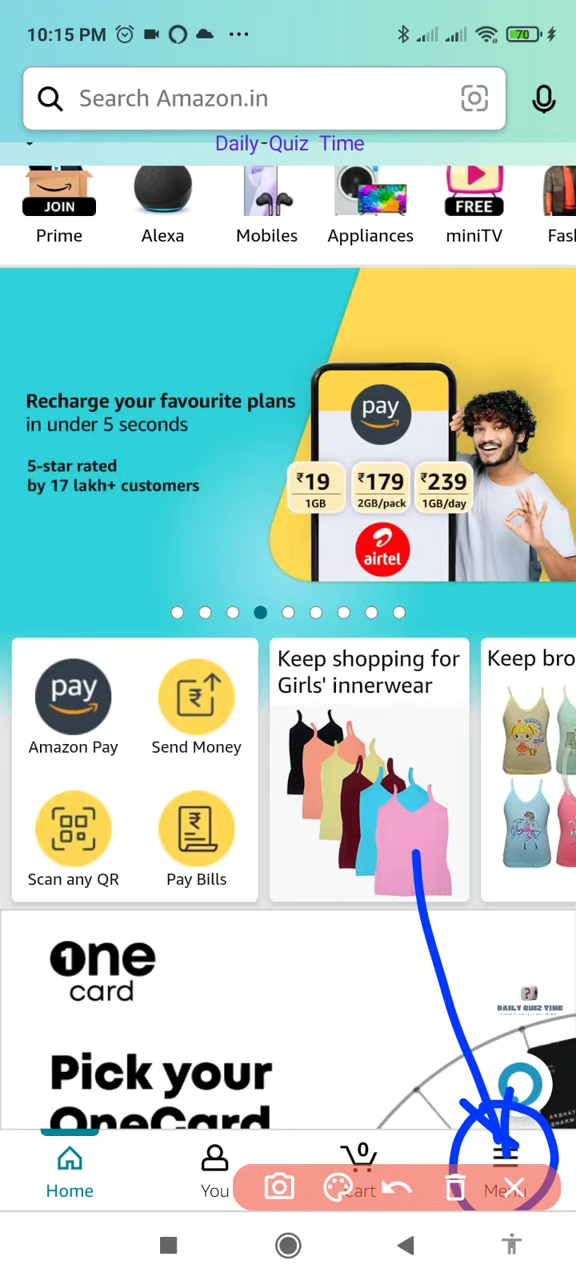 10:15 PM
70
Search Amazon.in
Daily-Quiz Time
JOIN
FREE
Prime
Alexa
Mobiles
Appliances
miniTV
Fas
Recharge your favourite plans
in under 5 seconds
5-star rated
by 17 lakh+ customers
pay
₹19
1GB
₹179
2GB/pack
₹239
1GB/day
airtel
pay
Amazon Pay
Send Money
Scan any QR
Pay Bills
Keep shopping for
Girls' innerwear
Keep bro
One
card
DAILY QUIZ TIME
Pick your
OneCard
0
Home
You
Cart
Menu